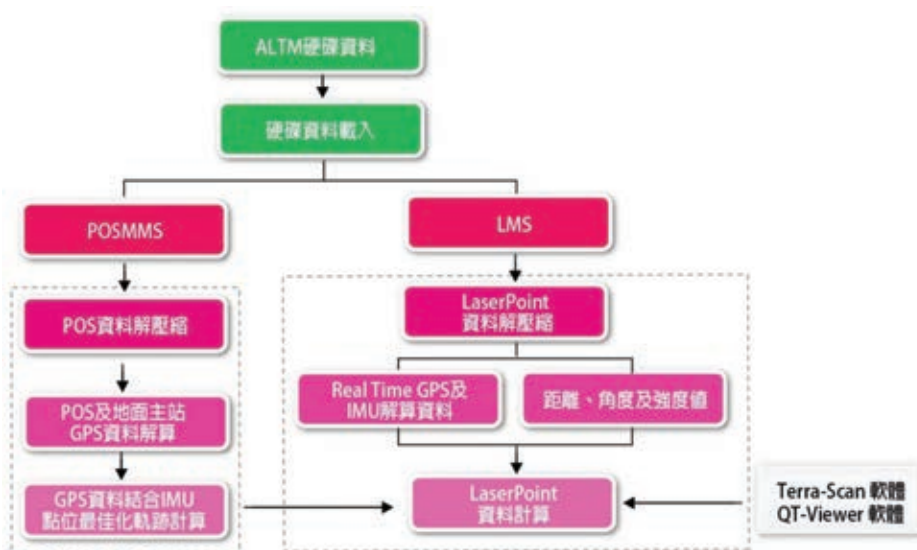 ALTM硬碟資料
硬碟資料載入
POSMMS
LMS
POS資料解壓縮
LaserPoint
資料解壓縮
Real Time GPS及
IMU解算資料
距離、角度及強度值
POS及地面主站
GPS資料解算
GPS資料結合IMU
點位最佳化軌跡計算
LaserPoint
資料計算
Terra-Scan 軟體
QT-Viewer 軟體